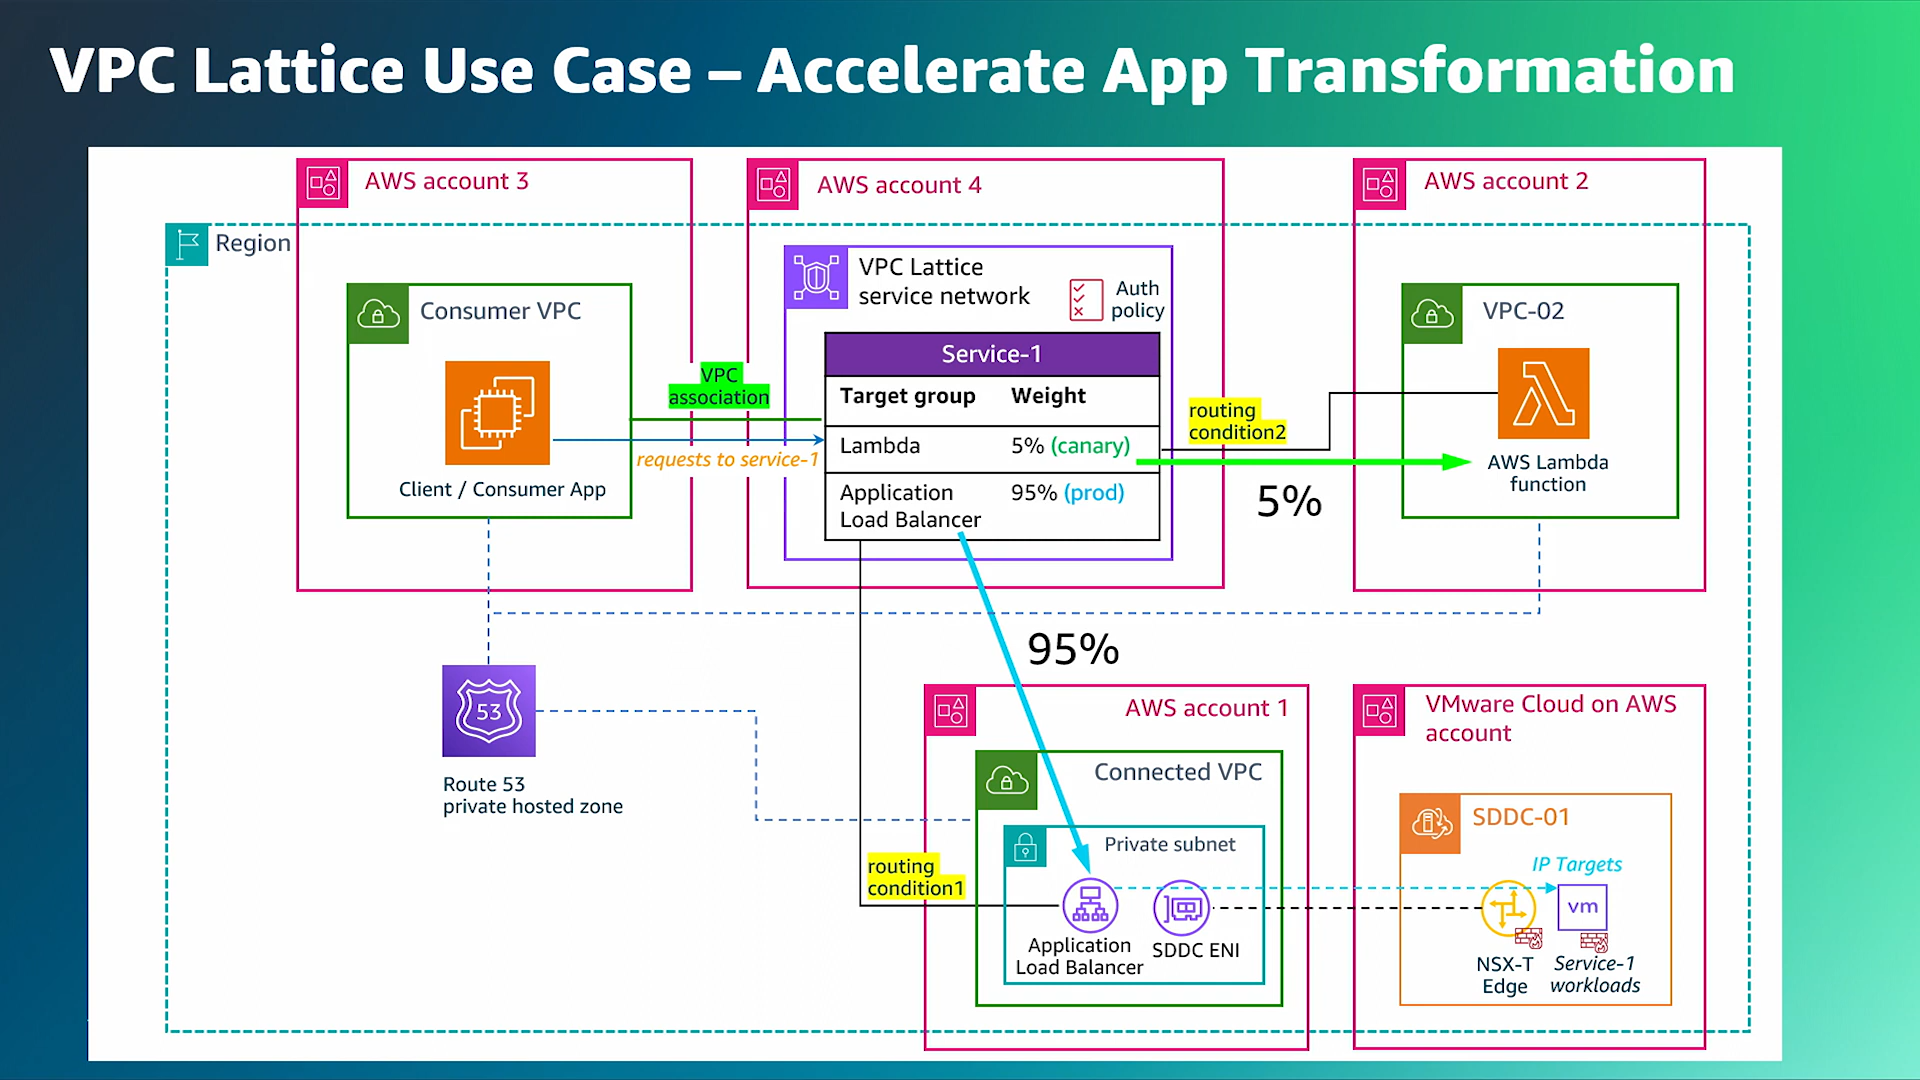 VPC Lattice Use Case – Accelerate App Transformation
AWS account 3
AWS account 4
AWS account 2
Region
Consumer VPC
Client / Consumer App
VPC
association
requests to service-1
VPC Lattice
service network
Auth
policy
Service-1
Target group Weight
Lambda 5% (canary)
Application
Load Balancer 95% (prod)
routing
condition2
5%
VPC-02
AWS Lambda
function
95%
53
Route 53
private hosted zone
routing
condition1
AWS account 1
Connected VPC
Private subnet
Application
Load Balancer
SDDC ENI
VMware Cloud on AWS
account
SDDC-01
IP Targets
vm
NSX-T
Edge
Service-1
workloads